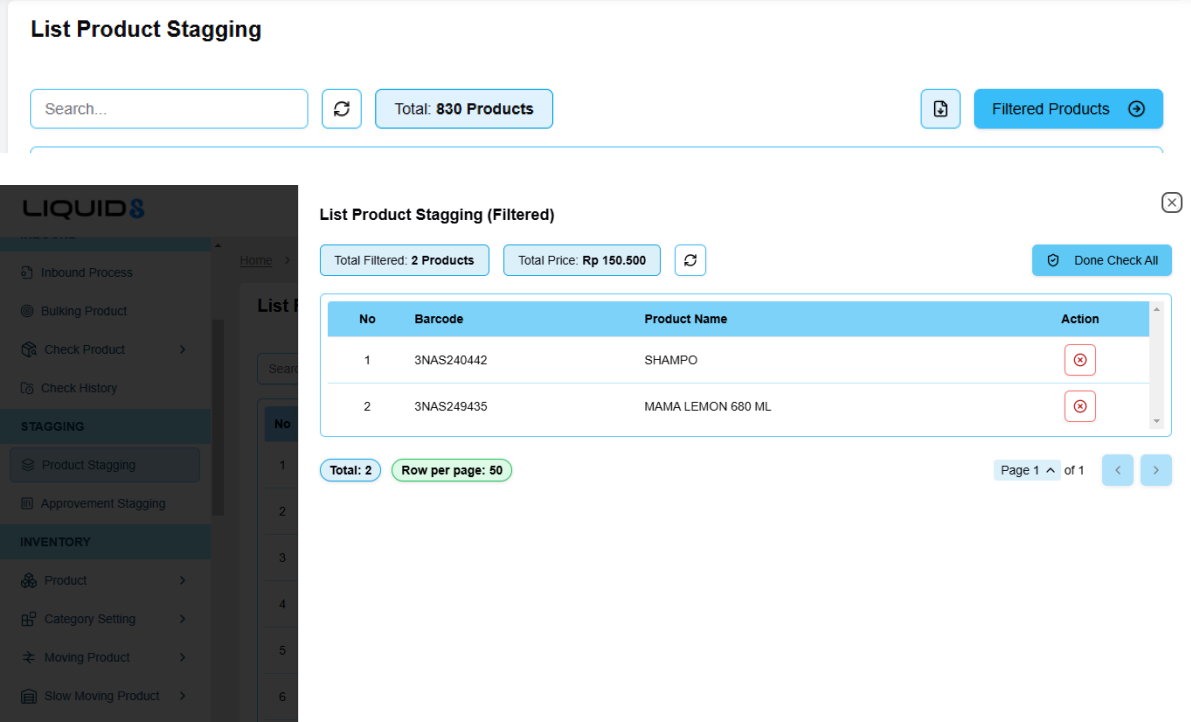 List Product Stagging
Search...
Total: 830 Products
Filtered Products
LIQUID8
Inbound Process
Bulking Product
Check Product
Check History
STAGGING
Product Stagging
Approvement Stagging
INVENTORY
Product
Category Setting
Moving Product
Slow Moving Product
Home
List
Sear
No
1
2
3
4
5
6
List Product Stagging (Filtered)
Total Filtered: 2 Products
Total Price: Rp 150.500
Done Check All
No Barcode Product Name Action
1 3NAS240442 SHAMPO
2 3NAS249435 MAMA LEMON 680 ML
Total: 2
Row per page: 50
Page 1 of 1